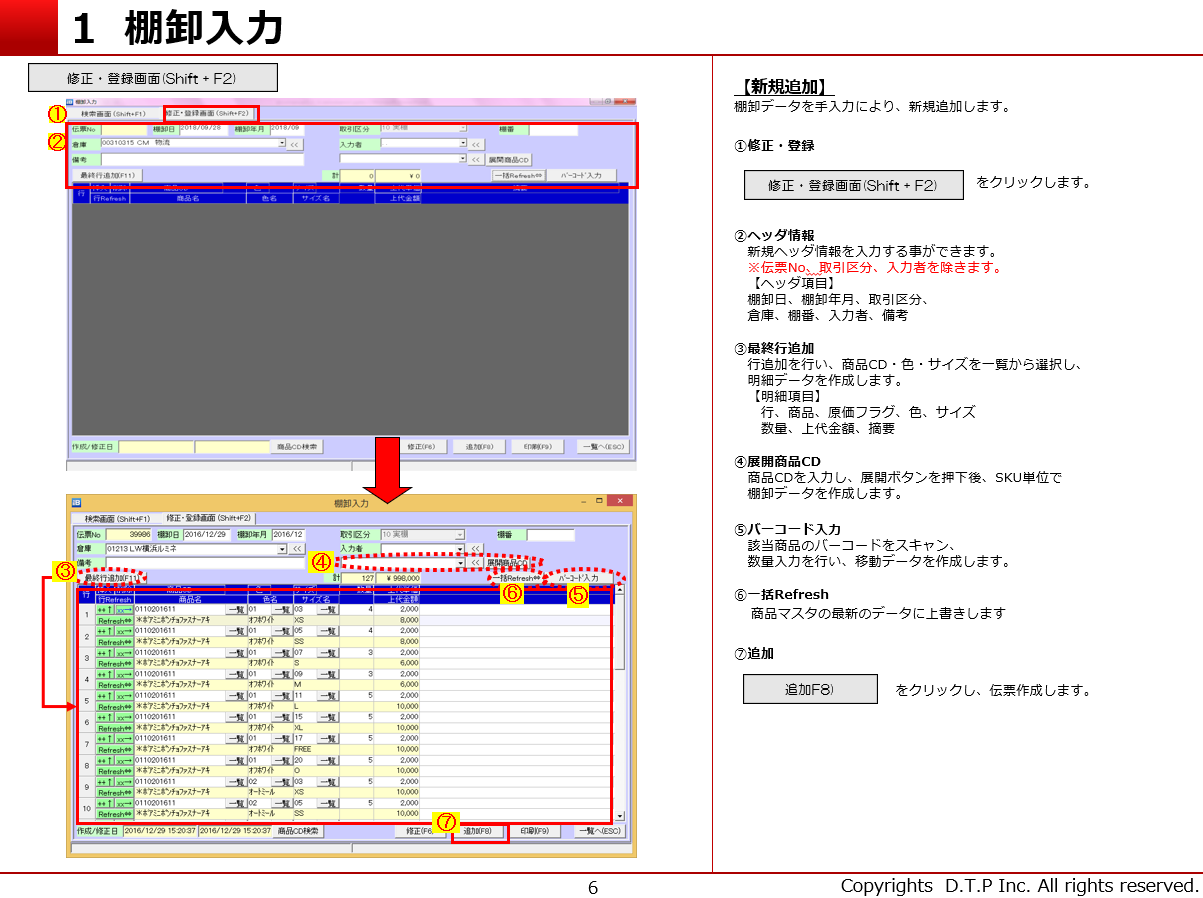 1 棚卸入力
修正・登録画面(Shift + F2)
①
②
棚卸入力
検索画面 (Shift+F1) 修正・登録画面 (Shift+F2)
伝票No 棚卸日 2018/09/28 棚卸年月 2018/09 取引区分 10 実棚 棚番
倉庫 00310315 CM 物流 << 入力者 <<
備考 << 展開商品CD
最終行追加(F11) 計 0 ¥ 0 一括Refresh⇔ バーコード入力
行 数量 上代単価 摘要
行Refresh 商品名 色名 サイズ名 上代金額
作成/修正日 商品CD検索 修正(F6) 追加(F8) 印刷(F9) 一覧へ(ESC)
棚卸入力
検索画面 (Shift+F1) 修正・登録画面 (Shift+F2)
伝票No 39986 棚卸日 2016/12/29 棚卸年月 2016/12 取引区分 10 実棚 棚番
倉庫 01213 LW横浜ルミネ << 入力者 <<
備考 ④ << 展開商品CD
③ 最終行追加(F11) 計 127 ¥ 998,000 一括Refresh⇔ バーコード入力
⑥ ⑤
行 数量 上代単価
行Refresh 商品名 色名 サイズ名 上代金額
1 ++↑ xx→ 0110201611 一覧 01 一覧 03 一覧 4 2,000
Refresh⇔ *ボアミニポンチョファスナーアキ オフホワイト XS 8,000
2 ++↑ xx→ 0110201611 一覧 01 一覧 05 一覧 4 2,000
Refresh⇔ *ボアミニポンチョファスナーアキ オフホワイト SS 8,000
3 ++↑ xx→ 0110201611 一覧 01 一覧 07 一覧 3 2,000
Refresh⇔ *ボアミニポンチョファスナーアキ オフホワイト S 6,000
4 ++↑ xx→ 0110201611 一覧 01 一覧 09 一覧 3 2,000
Refresh⇔ *ボアミニポンチョファスナーアキ オフホワイト M 6,000
5 ++↑ xx→ 0110201611 一覧 01 一覧 11 一覧 5 2,000
Refresh⇔ *ボアミニポンチョファスナーアキ オフホワイト L 10,000
6 ++↑ xx→ 0110201611 一覧 01 一覧 15 一覧 5 2,000
Refresh⇔ *ボアミニポンチョファスナーアキ オフホワイト XL 10,000
7 ++↑ xx→ 0110201611 一覧 01 一覧 17 一覧 5 2,000
Refresh⇔ *ボアミニポンチョファスナーアキ オフホワイト FREE 10,000
8 ++↑ xx→ 0110201611 一覧 01 一覧 20 一覧 5 2,000
Refresh⇔ *ボアミニポンチョファスナーアキ オフホワイト O 10,000
9 ++↑ xx→ 0110201611 一覧 02 一覧 03 一覧 5 2,000
Refresh⇔ *ボアミニポンチョファスナーアキ オートミール XS 10,000
10 ++↑ xx→ 0110201611 一覧 02 一覧 05 一覧 5 2,000
Refresh⇔ *ボアミニポンチョファスナーアキ オートミール SS 10,000
⑦
作成/修正日 2016/12/29 15:20:37 2016/12/29 15:20:37 商品CD検索 修正(F6) 追加(F8) 印刷(F9) 一覧へ(ESC)
【新規追加】
棚卸データを手入力により、新規追加します。
①修正・登録
修正・登録画面(Shift + F2) をクリックします。
②ヘッダ情報
新規ヘッダ情報を入力する事ができます。
※伝票No、取引区分、入力者を除きます。
【ヘッダ項目】
棚卸日、棚卸年月、取引区分、
倉庫、棚番、入力者、備考
③最終行追加
行追加を行い、商品CD・色・サイズを一覧から選択し、
明細データを作成します。
【明細項目】
行、商品、原価フラグ、色、サイズ
数量、上代金額、摘要
④展開商品CD
商品CDを入力し、展開ボタンを押下後、SKU単位で
棚卸データを作成します。
⑤バーコード入力
該当商品のバーコードをスキャン、
数量入力を行い、移動データを作成します。
⑥一括Refresh
商品マスタの最新のデータに上書きします
⑦追加
追加F8) をクリックし、伝票作成します。
6
Copyrights D.T.P Inc. All rights reserved.